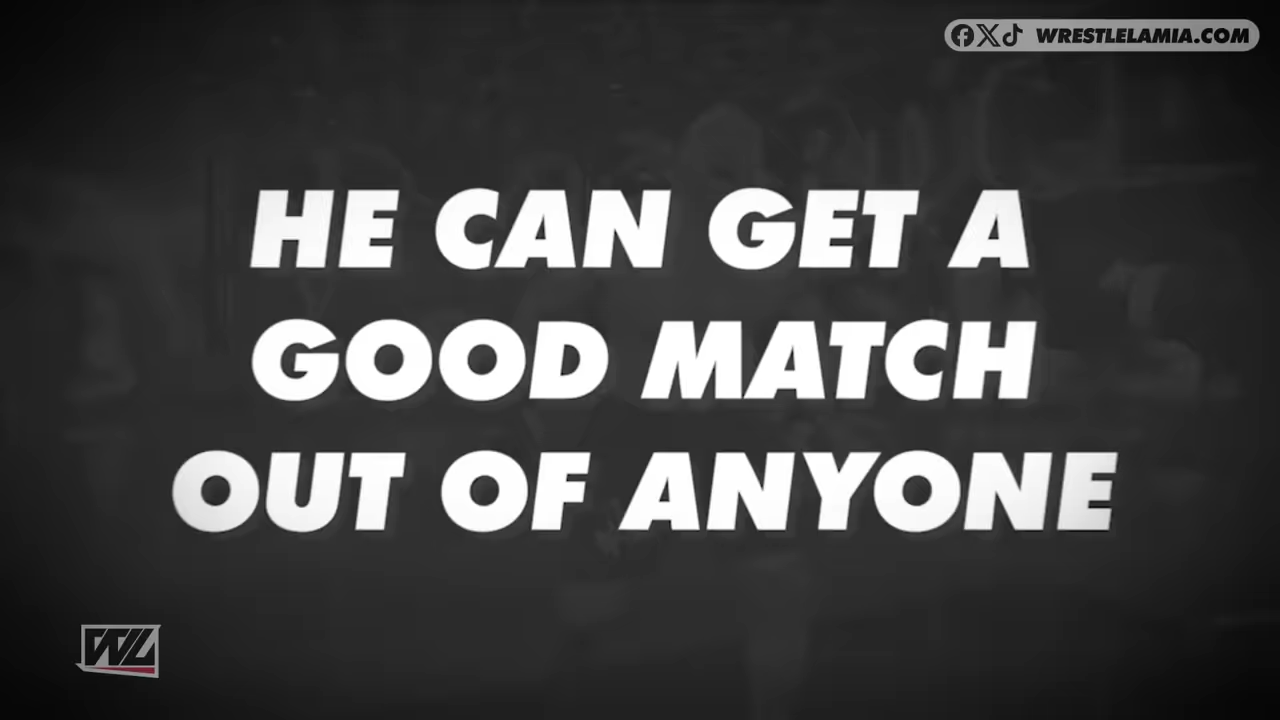 WRESTLELAMIA.COM
HE CAN GET A
GOOD MATCH
OUT OF ANYONE
WL